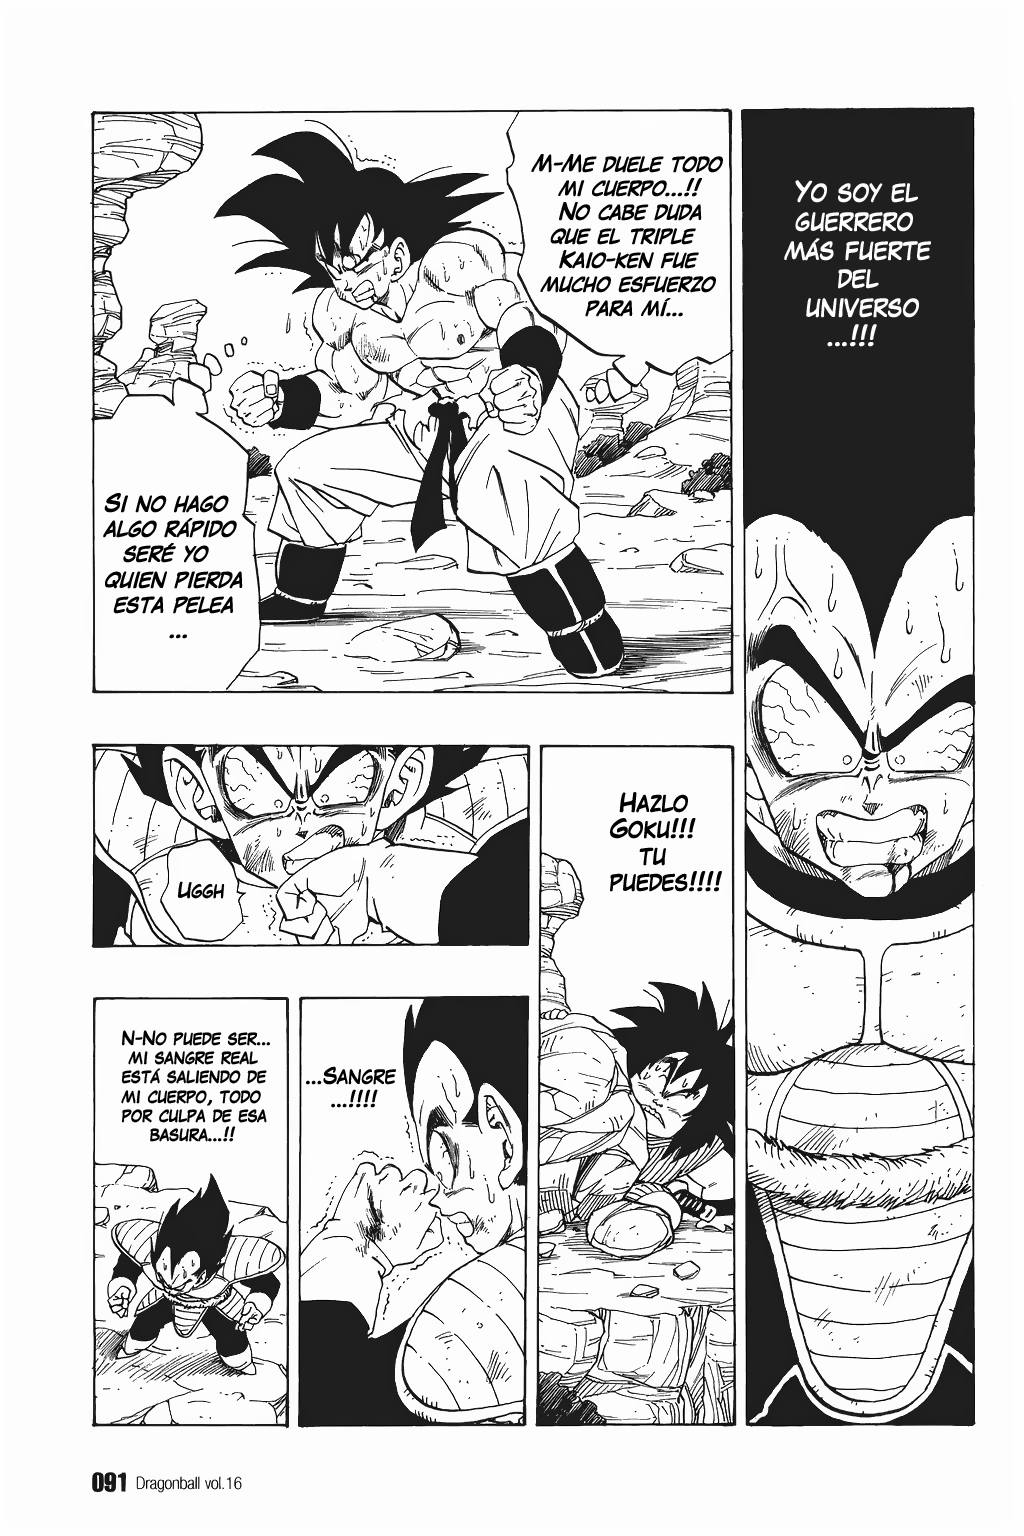 Yo soy el
guerrero
más fuerte
del
universo
...!!!
M-Me duele todo
mi cuerpo...!!
No cabe duda
que el triple
Kaio-ken fue
mucho esfuerzo
para mí...
Si no hago
algo rápido
seré yo
quien pierda
esta pelea
...
Hazlo
Goku!!!
tu
puedes!!!!
Uggh
...Sangre
...!!!!
N-No puede ser...
mi sangre real
está saliendo de
mi cuerpo, todo
por culpa de esa
basura...!!
091 Dragonball vol.16